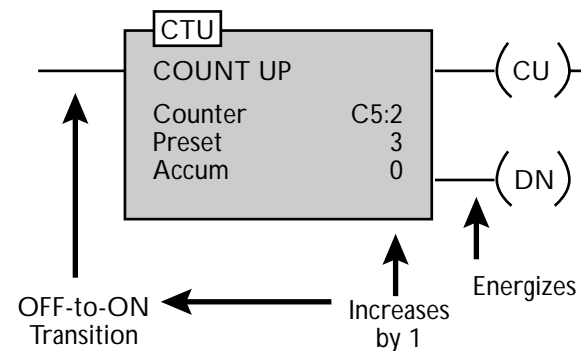 CTU
COUNT UP
CU
Counter C5:2
Preset 3
Accum 0
DN
Energizes
OFF-to-ON
Transition
Increases
by 1